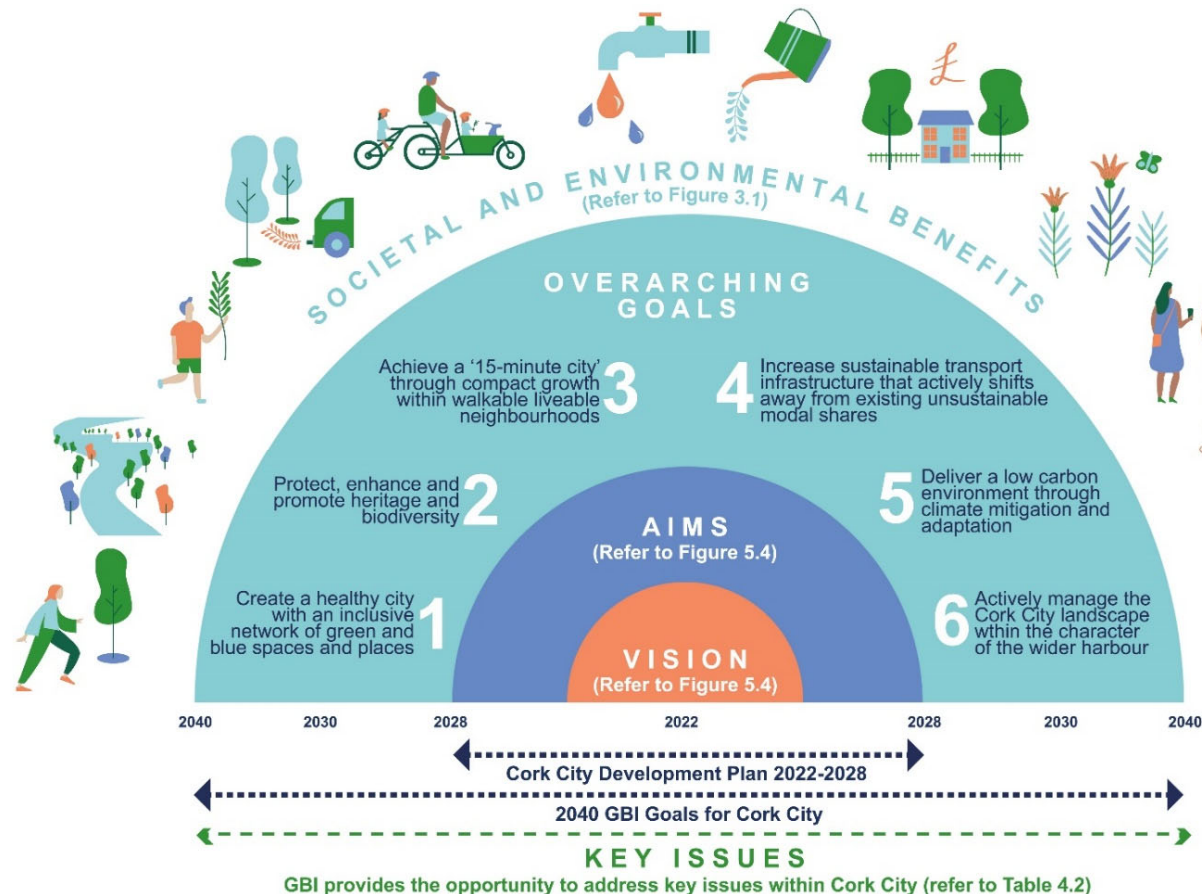 SOCIETAL AND ENVIRONMENTAL BENEFITS
(Refer to Figure 3.1)
OVERARCHING
GOALS
Achieve a ‘15-minute city’
through compact growth
within walkable liveable
neighbourhoods
3
4
Increase sustainable transport
infrastructure that actively shifts
away from existing unsustainable
modal shares
Protect, enhance and
promote heritage and
biodiversity
2
5
Deliver a low carbon
environment through
climate mitigation and
adaptation
AIMS
(Refer to Figure 5.4)
Create a healthy city
with an inclusive
network of green and
blue spaces and places
1
6
Actively manage the
Cork City landscape
wthin the character
of the wider harbour
VISION
(Refer to Figure 5.4)
2040 2030 2028 2022 2028 2030 2040
Cork City Development Plan 2022-2028
2040 GBI Goals for Cork City
KEY ISSUES
GBI provides the opportunity to address key issues within Cork City (refer to Table 4.2)
£